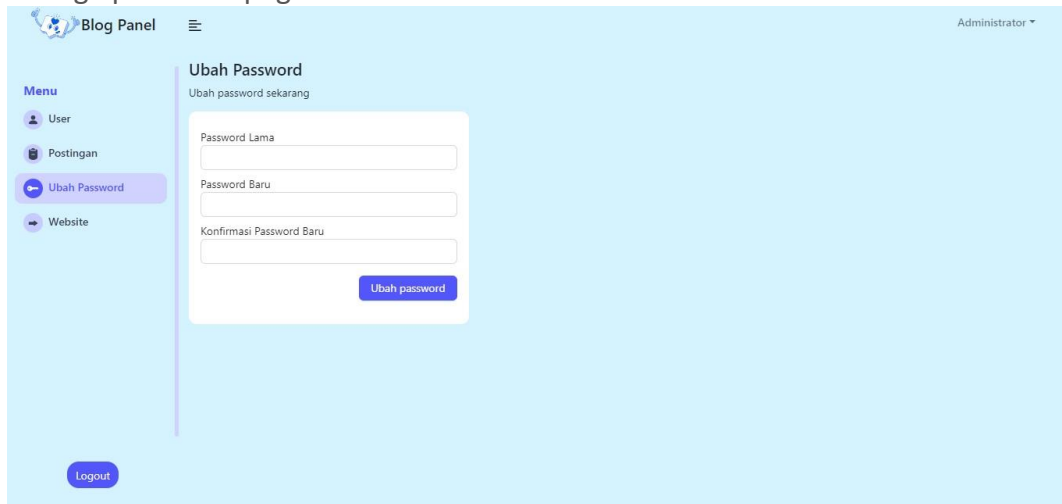 Blog Panel
Administrator
Menu
User
Postingan
Ubah Password
Website
Logout
Ubah Password
Ubah password sekarang
Password Lama
Password Baru
Konfirmasi Password Baru
Ubah password